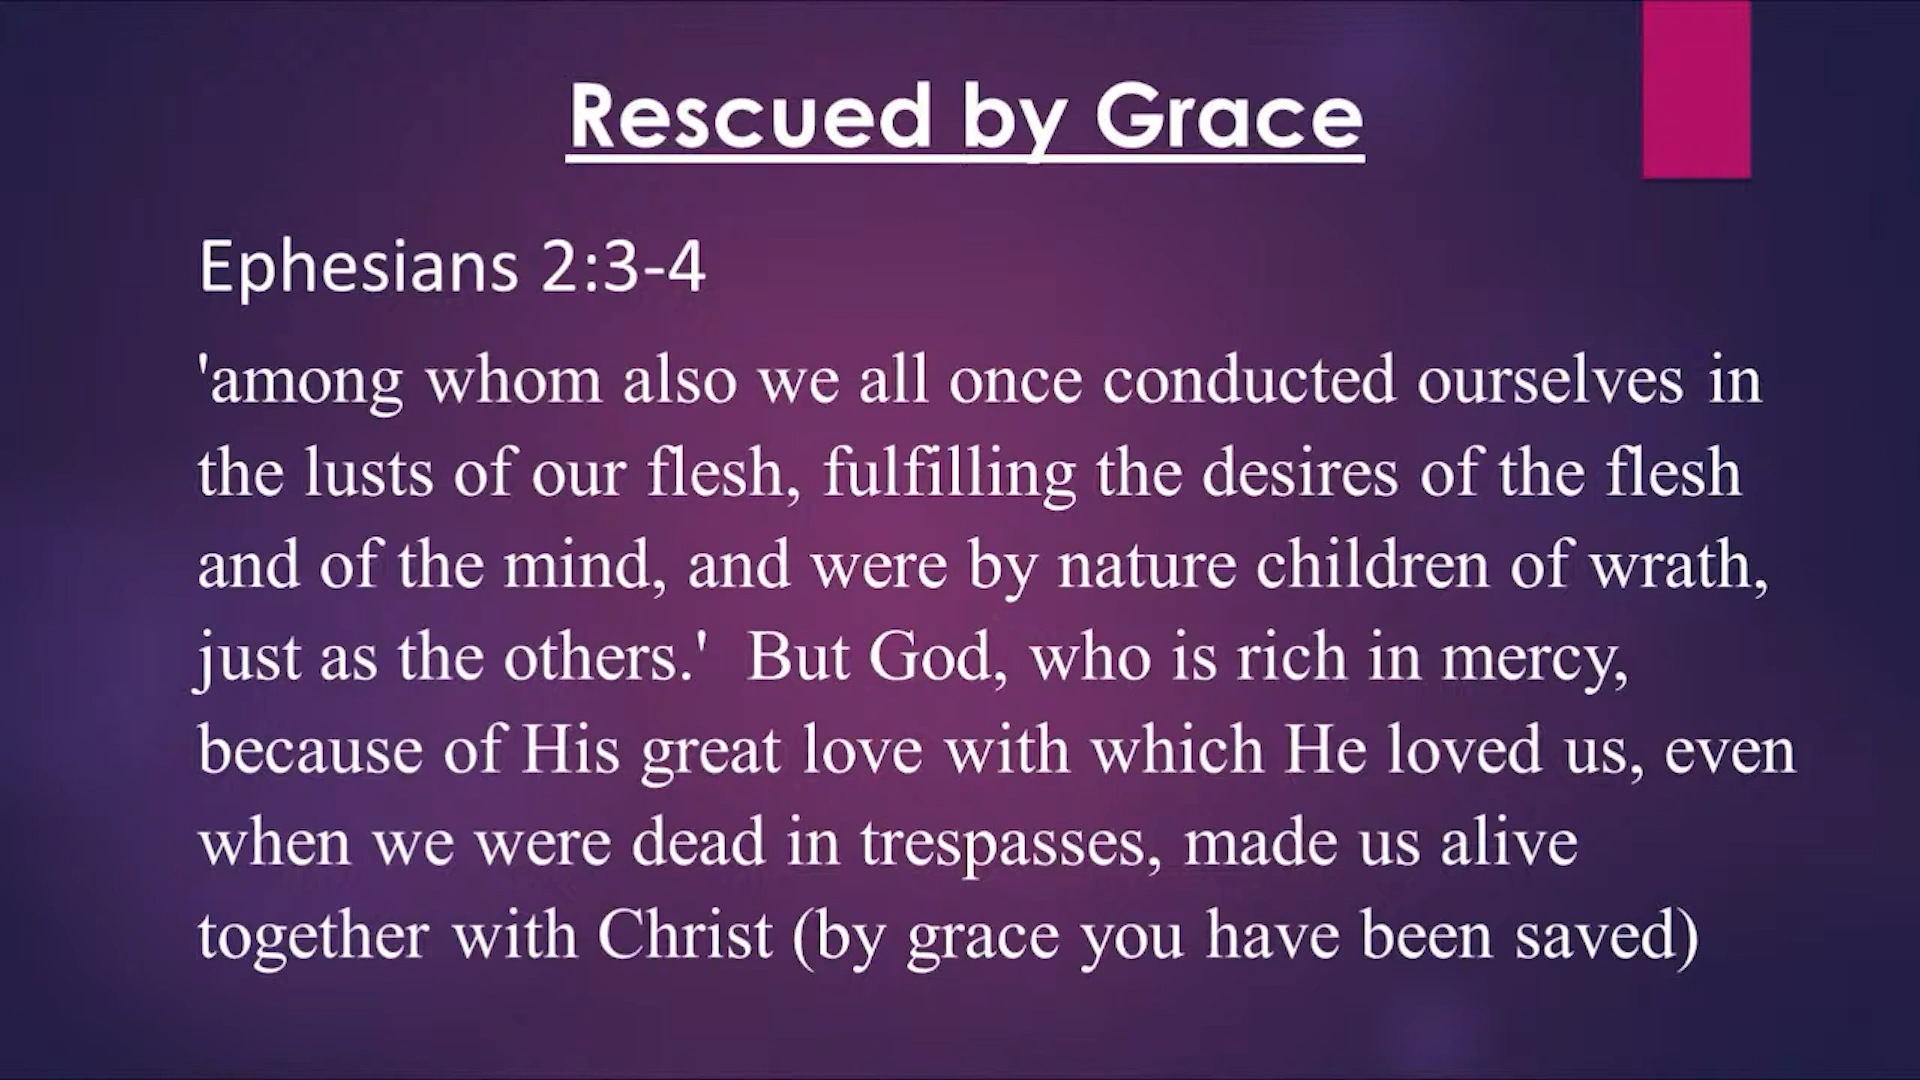 Rescued by Grace
Ephesians 2:3-4
'among whom also we all once conducted ourselves in
the lusts of our flesh, fulfilling the desires of the flesh
and of the mind, and were by nature children of wrath,
just as the others.'  But God, who is rich in mercy,
because of His great love with which He loved us, even
when we were dead in trespasses, made us alive
together with Christ (by grace you have been saved)